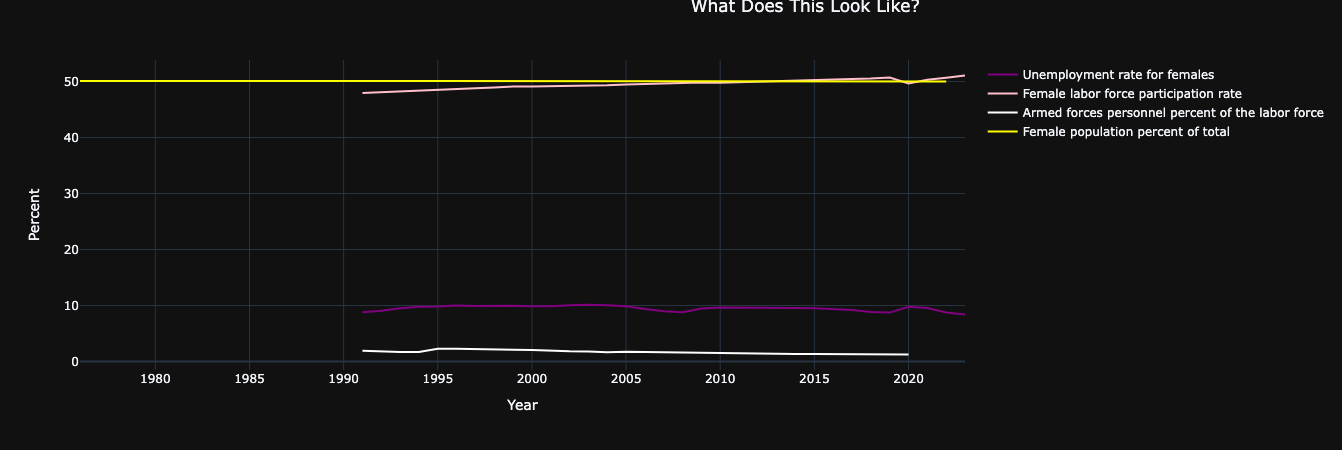 What Does This Look Like?
Unemployment rate for females
Female labor force participation rate
Armed forces personnel percent of the labor force
Female population percent of total
Percent
50
40
30
20
10
0
1980 1985 1990 1995 2000 2005 2010 2015 2020
Year